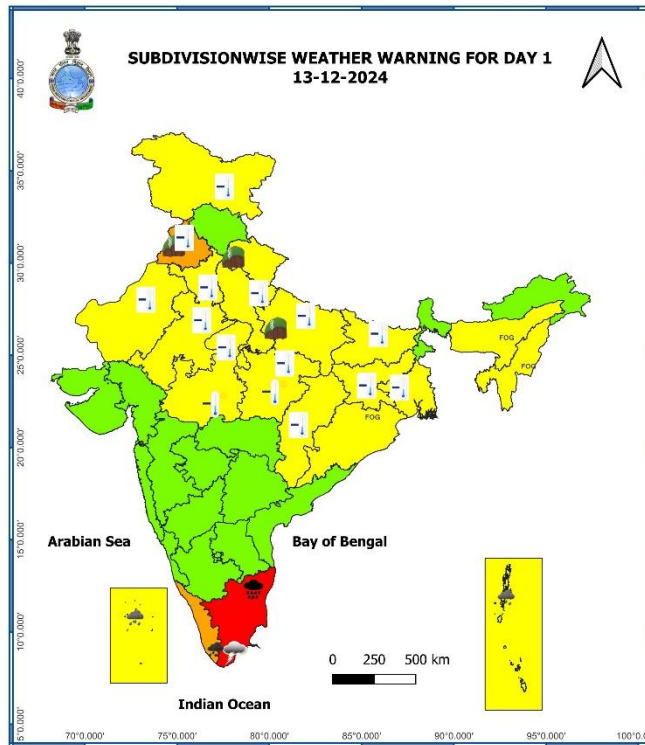 SUBDIVISIONWISE WEATHER WARNING FOR DAY 1
13-12-2024
40°0.000'
35°0.000'
30°0.000'
25°0.000'
20°0.000'
15°0.000'
10°0.000'
5°0.000'
FOG
FOG
FOG
Arabian Sea
Bay of Bengal
0 250 500 km
Indian Ocean
70°0.000' 75°0.000' 80°0.000' 85°0.000' 90°0.000' 95°0.000' 100°0.0